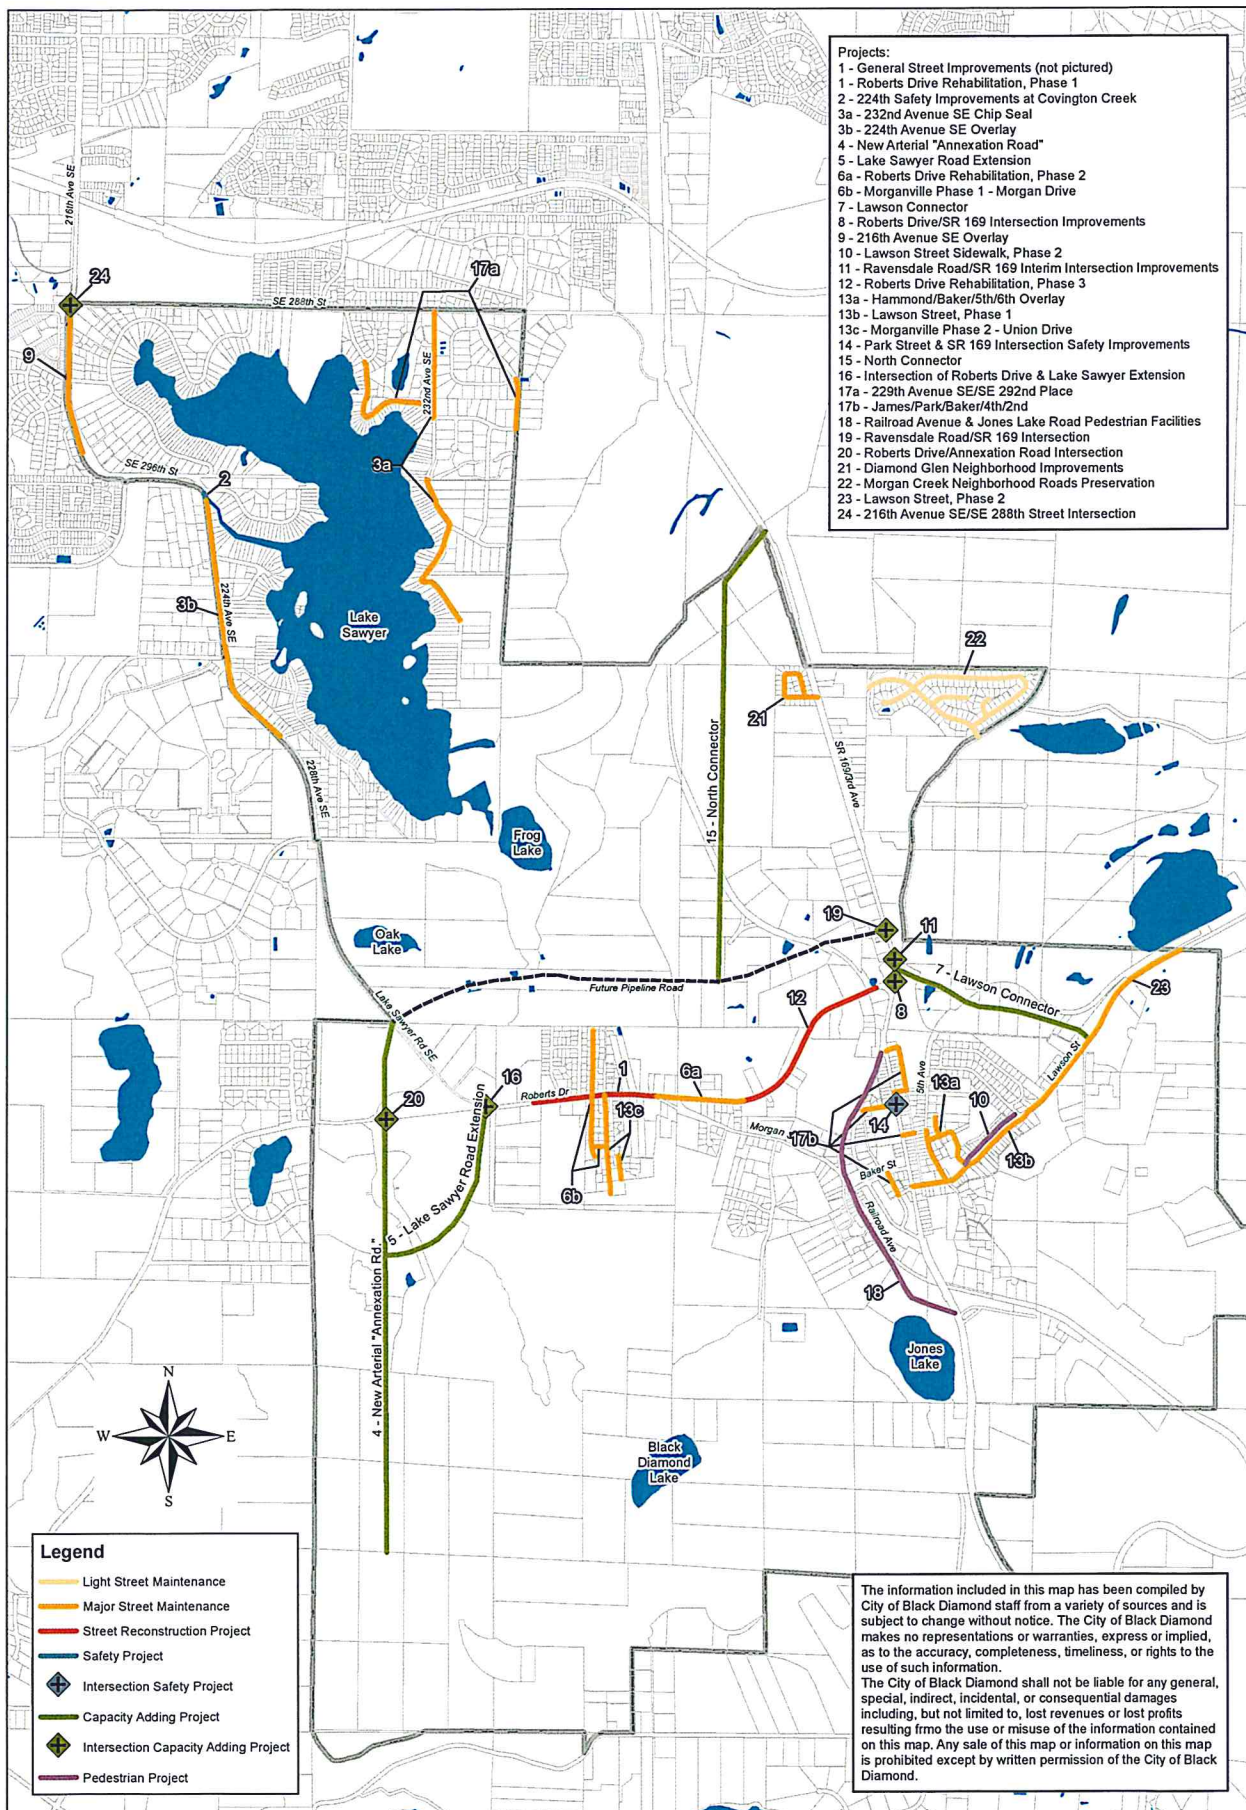 Projects:
1 - General Street Improvements (not pictured)
1 - Roberts Drive Rehabilitation, Phase 1
2 - 224th Safety Improvements at Covington Creek
3a - 232nd Avenue SE Chip Seal
3b - 224th Avenue SE Overlay
4 - New Arterial "Annexation Road"
5 - Lake Sawyer Road Extension
6a - Roberts Drive Rehabilitation, Phase 2
6b - Morganville Phase 1 - Morgan Drive
7 - Lawson Connector
8 - Roberts Drive/SR 169 Intersection Improvements
9 - 216th Avenue SE Overlay
10 - Lawson Street Sidewalk, Phase 2
11 - Ravensdale Road/SR 169 Interim Intersection Improvements
12 - Roberts Drive Rehabilitation, Phase 3
13a - Hammond/Baker/5th/6th Overlay
13b - Lawson Street, Phase 1
13c - Morganville Phase 2 - Union Drive
14 - Park Street & SR 169 Intersection Safety Improvements
15 - North Connector
16 - Intersection of Roberts Drive & Lake Sawyer Extension
17a - 229th Avenue SE/SE 292nd Place
17b - James/Park/Baker/4th/2nd
18 - Railroad Avenue & Jones Lake Road Pedestrian Facilities
19 - Ravensdale Road/SR 169 Intersection
20 - Roberts Drive/Annexation Road Intersection
21 - Diamond Glen Neighborhood Improvements
22 - Morgan Creek Neighborhood Roads Preservation
23 - Lawson Street, Phase 2
24 - 216th Avenue SE/SE 288th Street Intersection
216th Ave SE
24
17a
SE 288th St
9
232nd Ave SE
3a
SE 296th St
2
3b
224th Ave SE
Lake
Sawyer
22
21
15 - North Connector
SR 169/3rd Ave
228th Ave SE
Frog
Lake
Oak
Lake
19
11
Future Pipeline Road
7 - Lawson Connector
8
23
12
Lake Sawyer Rd SE
Lawson St
20
16
Roberts Dr
1
6a
5th Ave
13a
10
13c
Morgan
14
17b
13b
6b
Baker St
5 - Lake Sawyer Road Extension
Railroad Ave
18
4 - New Arterial "Annexation Rd."
Jones
Lake
Black
Diamond
Lake
N
W
E
S
Legend
Light Street Maintenance
Major Street Maintenance
Street Reconstruction Project
Safety Project
Intersection Safety Project
Capacity Adding Project
Intersection Capacity Adding Project
Pedestrian Project
The information included in this map has been compiled by
City of Black Diamond staff from a variety of sources and is
subject to change without notice. The City of Black Diamond
makes no representations or warranties, express or implied,
as to the accuracy, completeness, timeliness, or rights to the
use of such information.
The City of Black Diamond shall not be liable for any general,
special, indirect, incidental, or consequential damages
including, but not limited to, lost revenues or lost profits
resulting frmo the use or misuse of the information contained
on this map. Any sale of this map or information on this map
is prohibited except by written permission of the City of Black
Diamond.